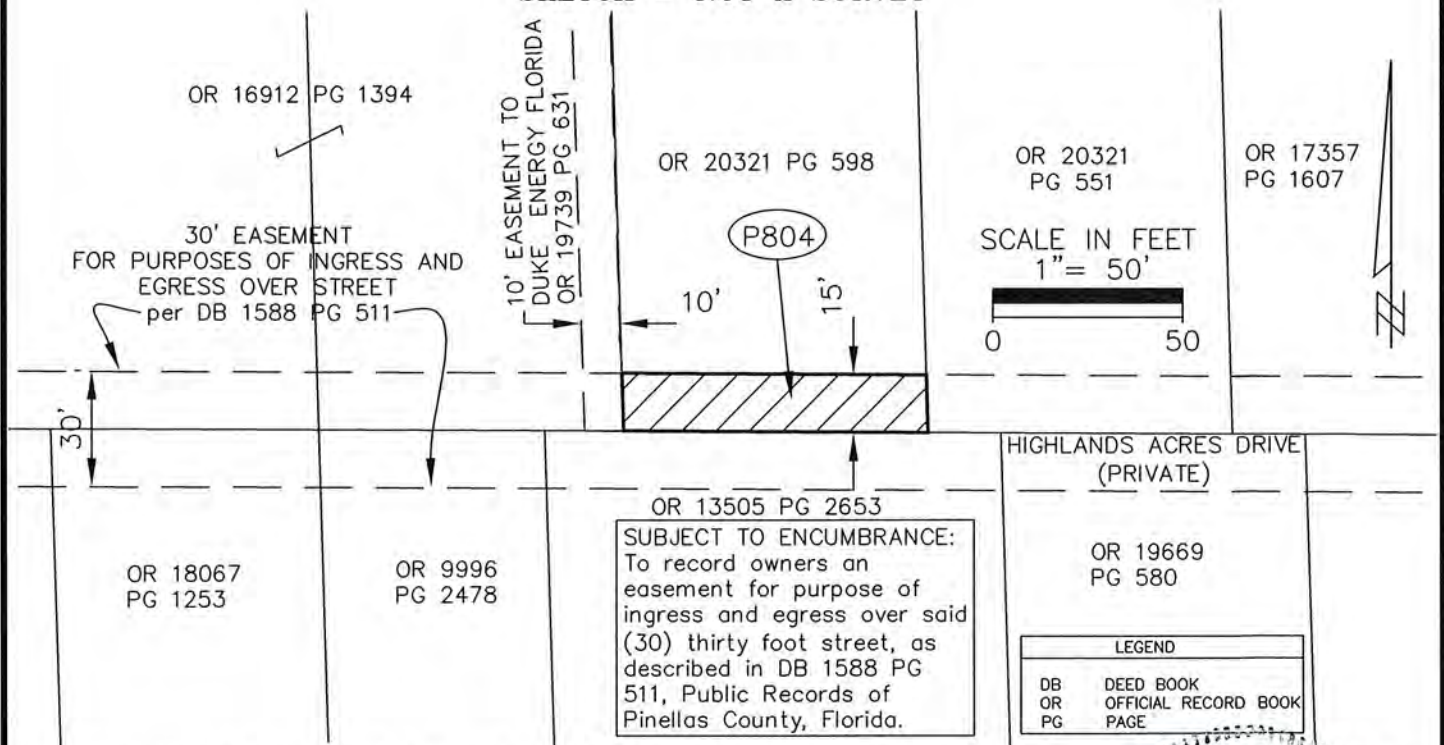 OR 16912 PG 1394
10' EASEMENT TO
DUKE ENERGY FLORIDA
OR 19739 PG 631
OR 20321 PG 598
OR 20321
PG 551
OR 17357
PG 1607
30' EASEMENT
FOR PURPOSES OF INGRESS AND
EGRESS OVER STREET
per DB 1588 PG 511
P804
10'
15'
SCALE IN FEET
1"= 50'
0 50
N
30'
HIGHLANDS ACRES DRIVE
(PRIVATE)
OR 13505 PG 2653
SUBJECT TO ENCUMBRANCE:
To record owners an
easement for purpose of
ingress and egress over said
(30) thirty foot street, as
described in DB 1588 PG
511, Public Records of
Pinellas County, Florida.
OR 18067
PG 1253
OR 9996
PG 2478
OR 19669
PG 580
LEGEND
DB DEED BOOK
OR OFFICIAL RECORD BOOK
PG PAGE